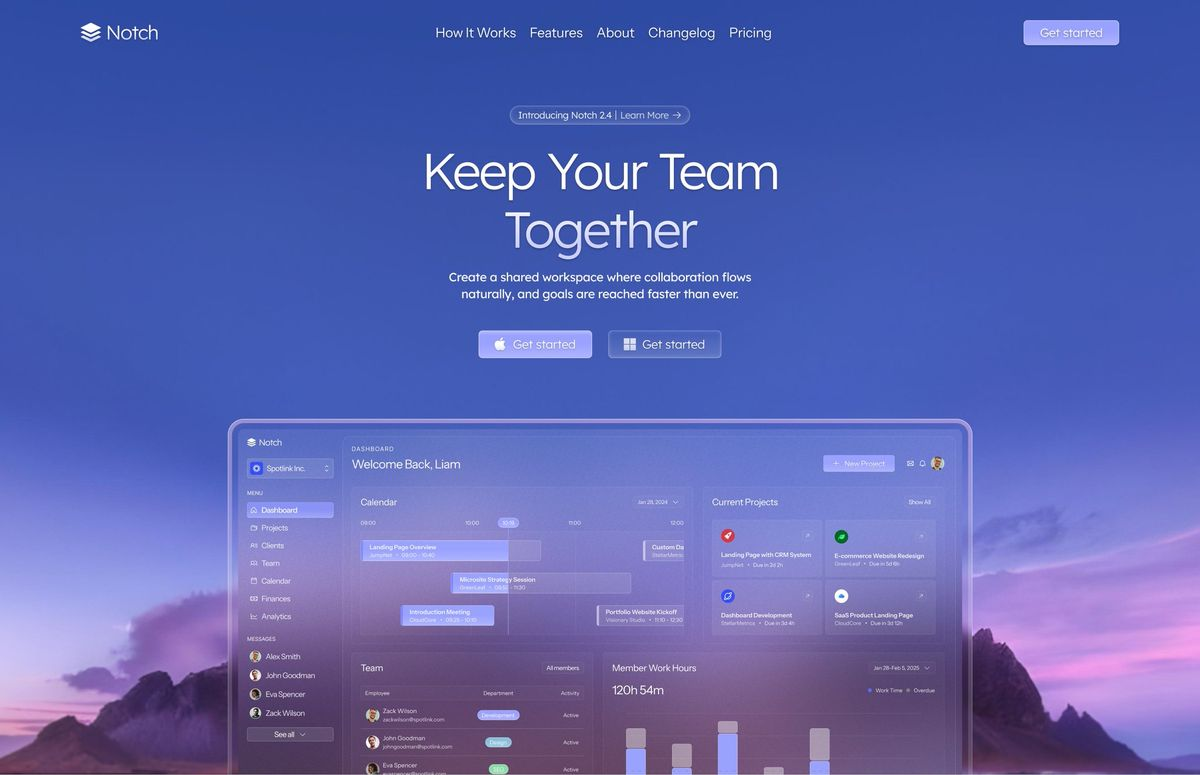 Notch
How It Works
Features
About
Changelog
Pricing
Get started
Introducing Notch 2.4 | Learn More →
Keep Your Team
Together
Create a shared workspace where collaboration flows
naturally, and goals are reached faster than ever.
Get started
Get started
Notch
Spotlink Inc.
MENU
Dashboard
Projects
Clients
Team
Calendar
Finances
Analytics
MESSAGES
Alex Smith
John Goodman
Eva Spencer
Zack Wilson
See all
DASHBOARD
Welcome Back, Liam
+ New Project
Calendar
Jan 28, 2024
09:00
10:00
10:19
11:00
12:00
Landing Page Overview
JumpNet • 09:00 - 10:40
Custom Da
StellarMetric
Microsite Strategy Session
GreenLeaf • 09:50 - 11:30
Introduction Meeting
CloudCore • 09:25 - 10:15
Portfolio Website Kickoff
Visionary Studio • 11:10 - 12:30
Current Projects
Show All
Landing Page with CRM System
JumpNet • Due in 3d 2h
E-commerce Website Redesign
GreenLeaf • Due in 5d 6h
Dashboard Development
StellarMetrics • Due in 3d 4h
SaaS Product Landing Page
CloudCore • Due in 3d 12h
Team
All members
Employee
Department
Activity
Zack Wilson
zackwilson@spotlink.com
Development
Active
John Goodman
johngoodman@spotlink.com
Design
Active
Eva Spencer
evaspencer@spotlink.com
SEO
Active
Member Work Hours
Jan 28-Feb 5, 2025
120h 54m
Work Time
Overdue